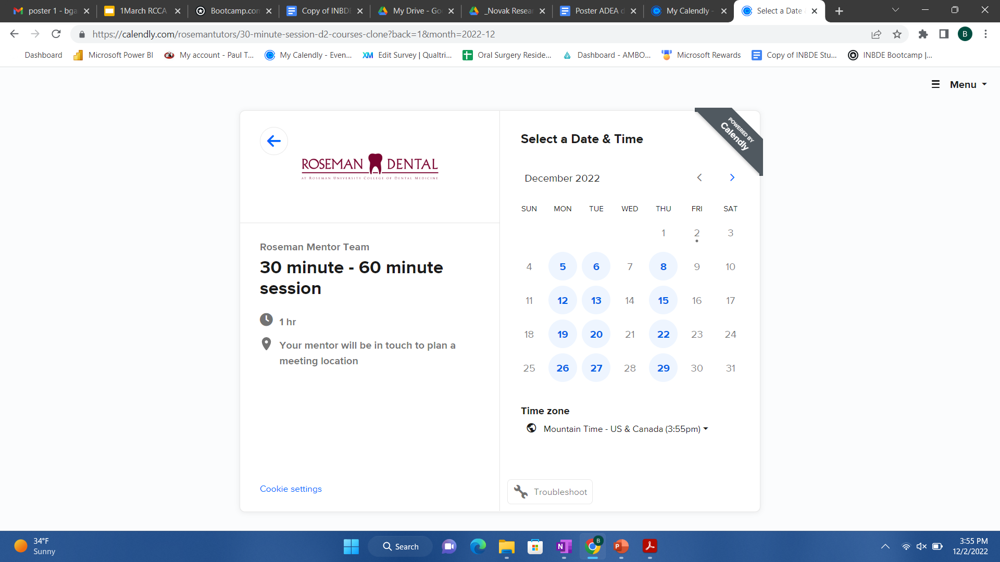 poster 1 - bga
1March RCCA
Bootcamp.com
Copy of INBDE
My Drive - Goo
_Novak Resear
Poster ADEA d
My Calendly -
Select a Date
https://calendly.com/rosemantutors/30-minute-session-d2-courses-clone?back=1&month=2022-12
B
Dashboard
Microsoft Power BI
My account - Paul T...
My Calendly - Even...
XM Edit Survey | Qualtri...
Oral Surgery Reside...
Dashboard - AMBO...
Microsoft Rewards
Copy of INBDE Stu...
INBDE Bootcamp |...
Menu
ROSEMAN DENTAL
AT ROSEMAN UNIVERSITY COLLEGE OF DENTAL MEDICINE
Roseman Mentor Team
30 minute - 60 minute
session
1 hr
Your mentor will be in touch to plan a
meeting location
Cookie settings
POWERED BY
Calendly
Select a Date & Time
December 2022
SUN MON TUE WED THU FRI SAT
1 2 3
4 5 6 7 8 9 10
11 12 13 14 15 16 17
18 19 20 21 22 23 24
25 26 27 28 29 30 31
Time zone
Mountain Time - US & Canada (3:55pm)
Troubleshoot
34°F
Sunny
Search
N
B
P
3:55 PM
12/2/2022